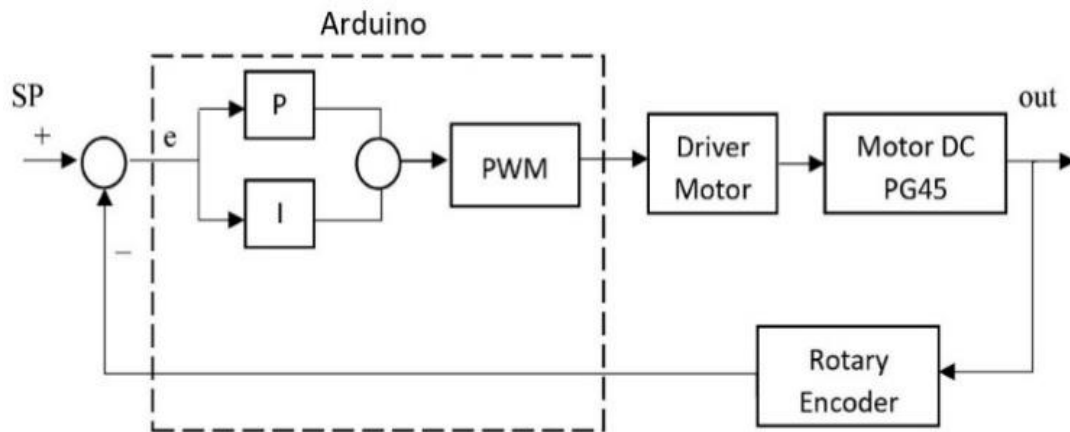 Arduino
SP
+
e
P
I
PWM
Driver
Motor
Motor DC
PG45
out
–
Rotary
Encoder